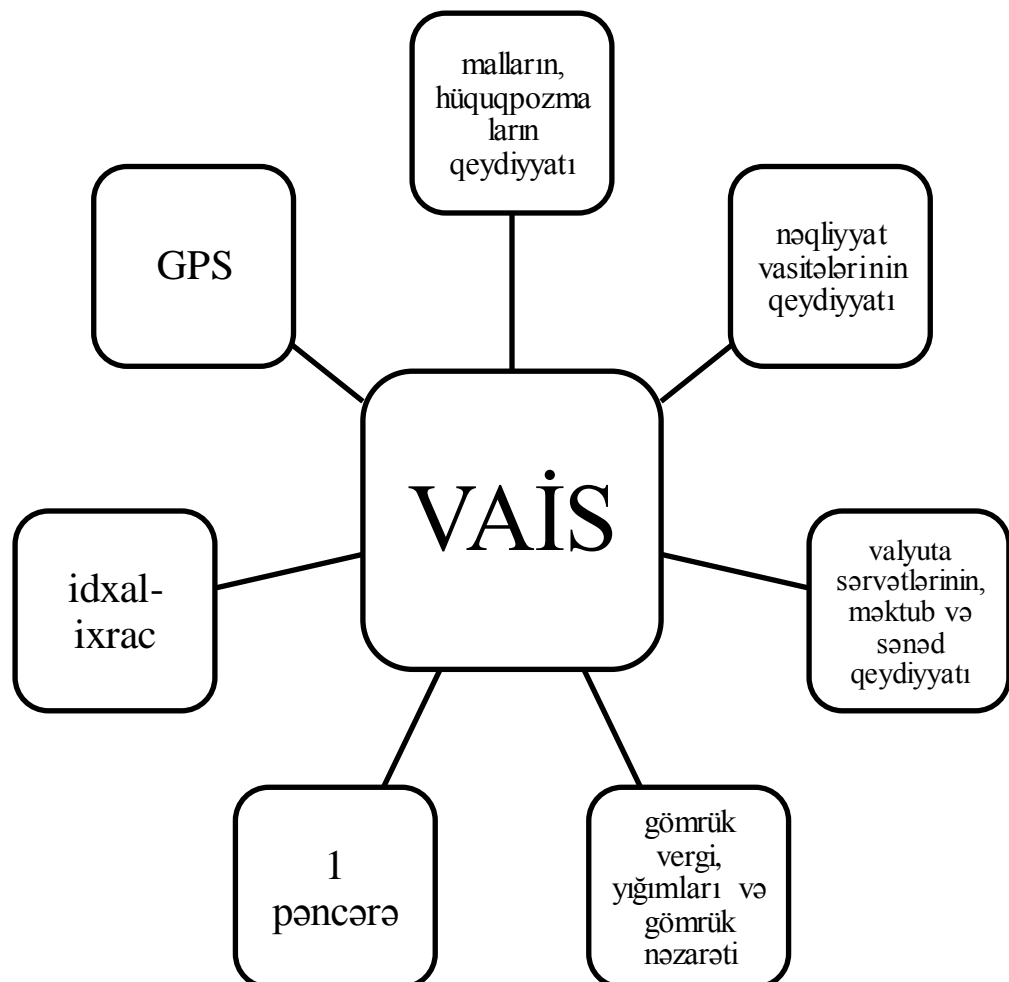 malların,
hüquqpozma
ların
qeydiyyatı
GPS
nəqliyyat
vasitələrinin
qeydiyyatı
VAİS
idxal-
ixrac
valyuta
sərvətlərinin,
məktub və
sənəd
qeydiyyatı
1
pəncərə
gömrük
vergi,
yığımları və
gömrük
nəzarəti